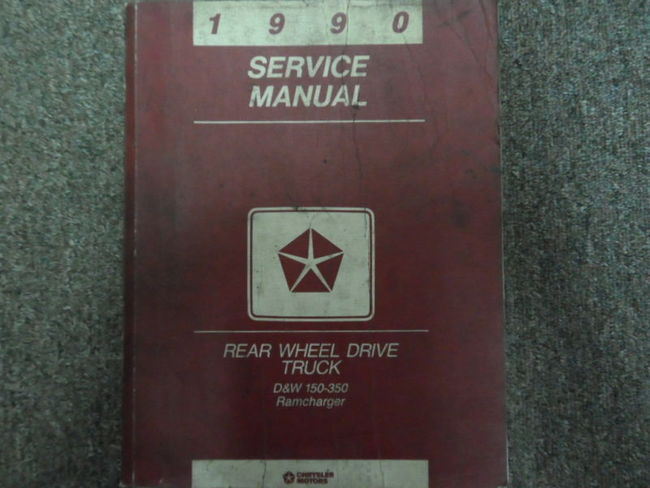 1990
SERVICE
MANUAL
REAR WHEEL DRIVE
TRUCK
D&W 150-350
Ramcharger
CHRYSLER
MOTORS